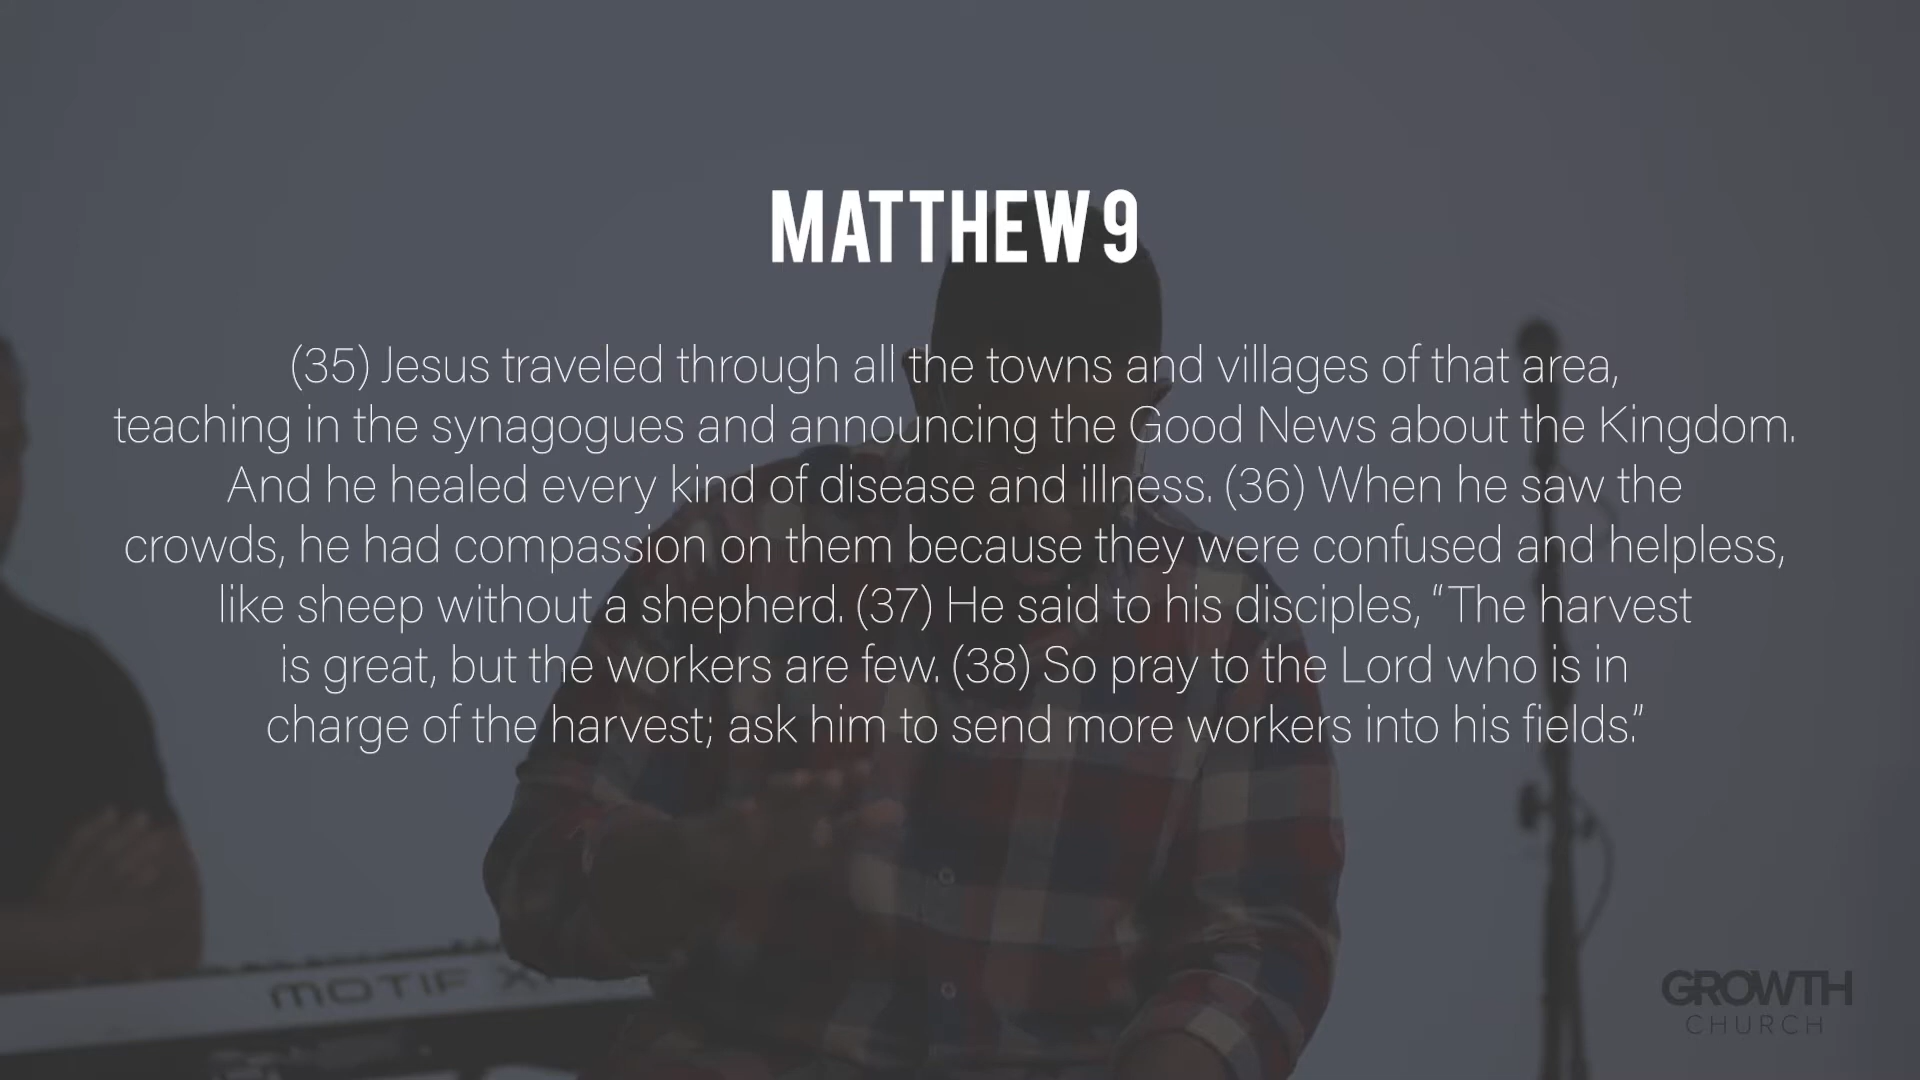 MATTHEW 9
(35) Jesus traveled through all the towns and villages of that area,
teaching in the synagogues and announcing the Good News about the Kingdom.
And he healed every kind of disease and illness. (36) When he saw the
crowds, he had compassion on them because they were confused and helpless,
like sheep without a shepherd. (37) He said to his disciples, “The harvest
is great, but the workers are few. (38) So pray to the Lord who is in
charge of the harvest; ask him to send more workers into his fields.”
MOTIF X
GROWTH
CHURCH